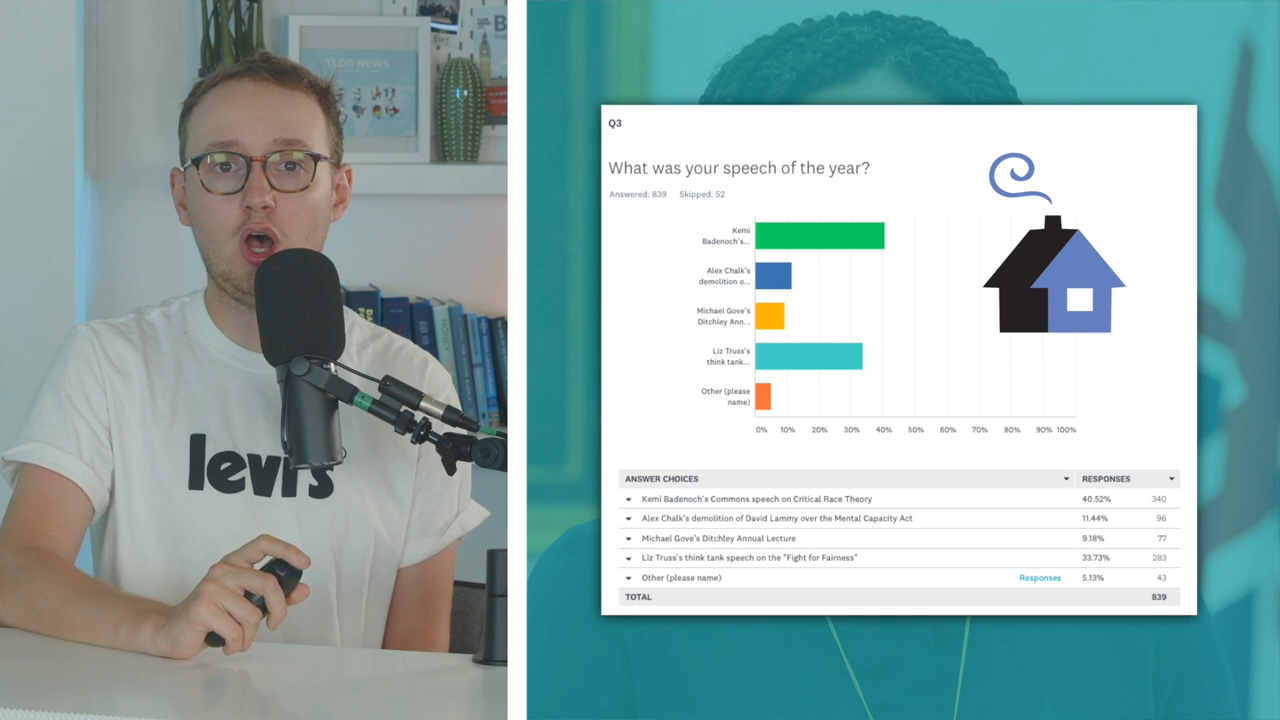 TLDR NEWS
levi's
Q3
What was your speech of the year?
Answered: 839 Skipped: 52
Kemi
Badenoch's...
Alex Chalk's
demolition o...
Michael Gove's
Ditchley Ann...
Liz Truss's
think tank...
Other (please
name)
0% 10% 20% 30% 40% 50% 60% 70% 80% 90% 100%
ANSWER CHOICES RESPONSES
Kemi Badenoch's Commons speech on Critical Race Theory 40.52% 340
Alex Chalk's demolition of David Lammy over the Mental Capacity Act 11.44% 96
Michael Gove's Ditchley Annual Lecture 9.18% 77
Liz Truss's think tank speech on the "Fight for Fairness" 33.73% 283
Other (please name) Responses 5.13% 43
TOTAL 839